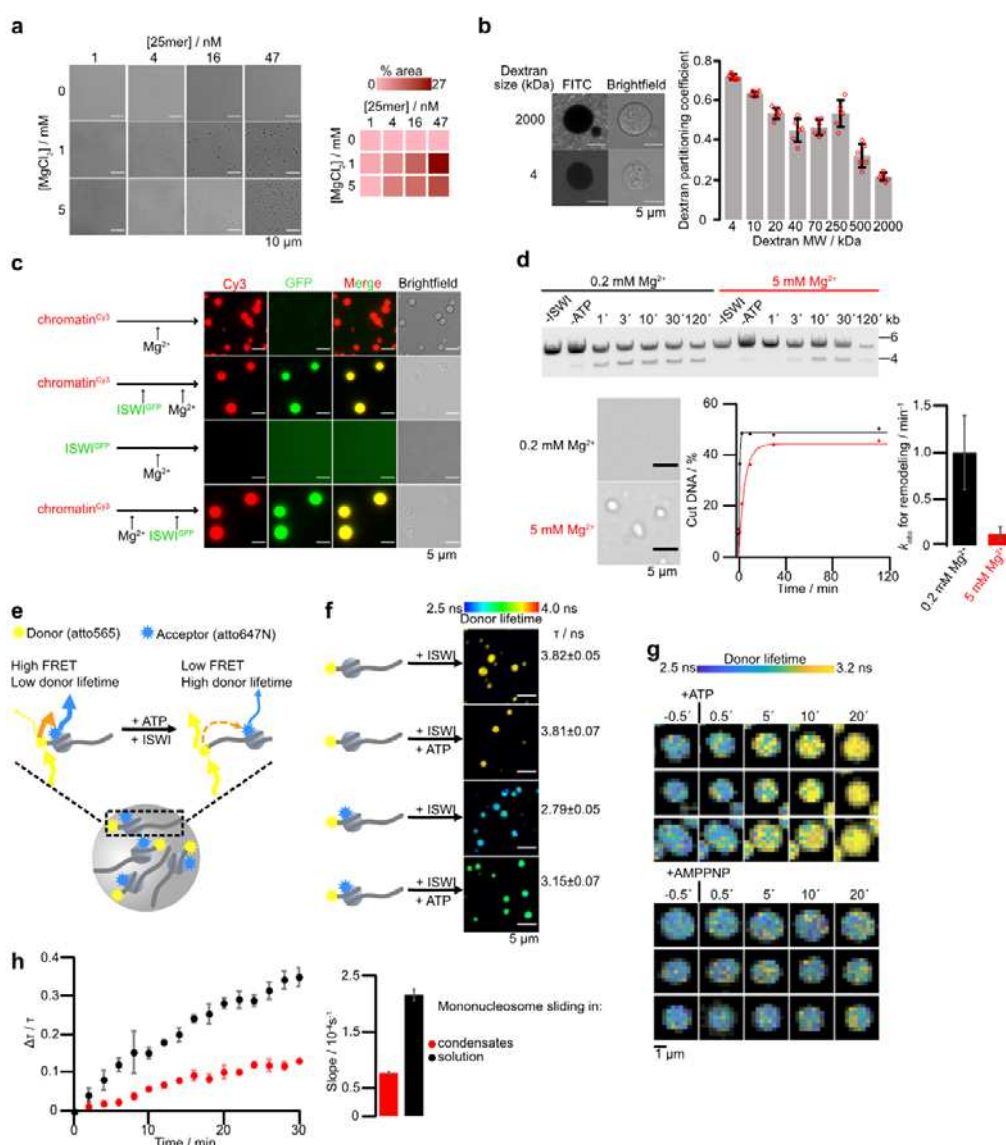 a
[25mer] / nM
1 4 16 47
[MgCl2] / mM
0
1
5
10 µm
% area
0 27
[25mer] / nM
1 4 16 47
[MgCl2] / mM
0
1
5
b
Dextran size (kDa)
FITC Brightfield
2000
4
5 µm
Dextran partitioning coefficient
0.8
0.6
0.4
0.2
0
4 10 20 40 70 250 500 2000
Dextran MW / kDa
c
Cy3 GFP Merge Brightfield
chromatinCy3
Mg2+
chromatinCy3
ISWIGFP Mg2+
ISWIGFP
Mg2+
chromatinCy3
Mg2+ ISWIGFP
5 µm
d
0.2 mM Mg2+ 5 mM Mg2+
-ISWI -ATP 1´ 3´ 10´ 30´ 120´ -ISWI -ATP 1´ 3´ 10´ 30´ 120´ kb
6
4
0.2 mM Mg2+
5 mM Mg2+
5 µm
Cut DNA / %
60
40
20
0
0 40 80 120
Time / min
kobs for remodeling / min-1
1.5
1.0
0.5
0
0.2 mM Mg2+
5 mM Mg2+
e
Donor (atto565) Acceptor (atto647N)
High FRET
Low donor lifetime
Low FRET
High donor lifetime
+ ATP
+ ISWI
f
2.5 ns 4.0 ns
Donor lifetime
τ / ns
+ ISWI
3.82±0.05
+ ISWI
+ ATP
3.81±0.07
+ ISWI
2.79±0.05
+ ISWI
+ ATP
3.15±0.07
5 µm
g
Donor lifetime
2.5 ns 3.2 ns
+ATP
-0.5´ 0.5´ 5´ 10´ 20´
+AMPPNP
-0.5´ 0.5´ 5´ 10´ 20´
1 µm
h
Δτ / τ
0.4
0.3
0.2
0.1
0
0 10 20 30
Time / min
Slope / 10-4s-1
2.5
1.5
0.5
0
Mononucleosome sliding in:
condensates
solution